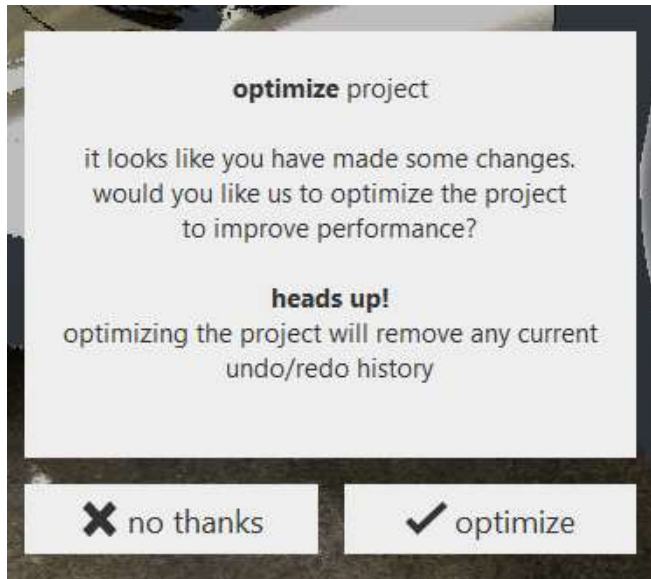 optimize project
it looks like you have made some changes.
would you like us to optimize the project
to improve performance?
heads up!
optimizing the project will remove any current
undo/redo history
no thanks
optimize